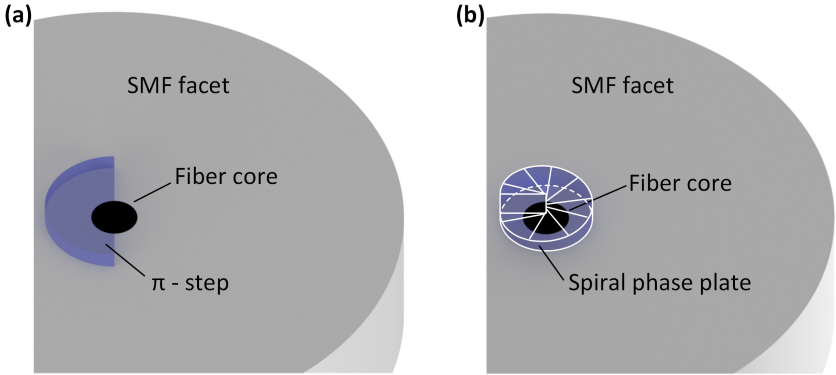 (a)
SMF facet
Fiber core
π - step
(b)
SMF facet
Fiber core
Spiral phase plate